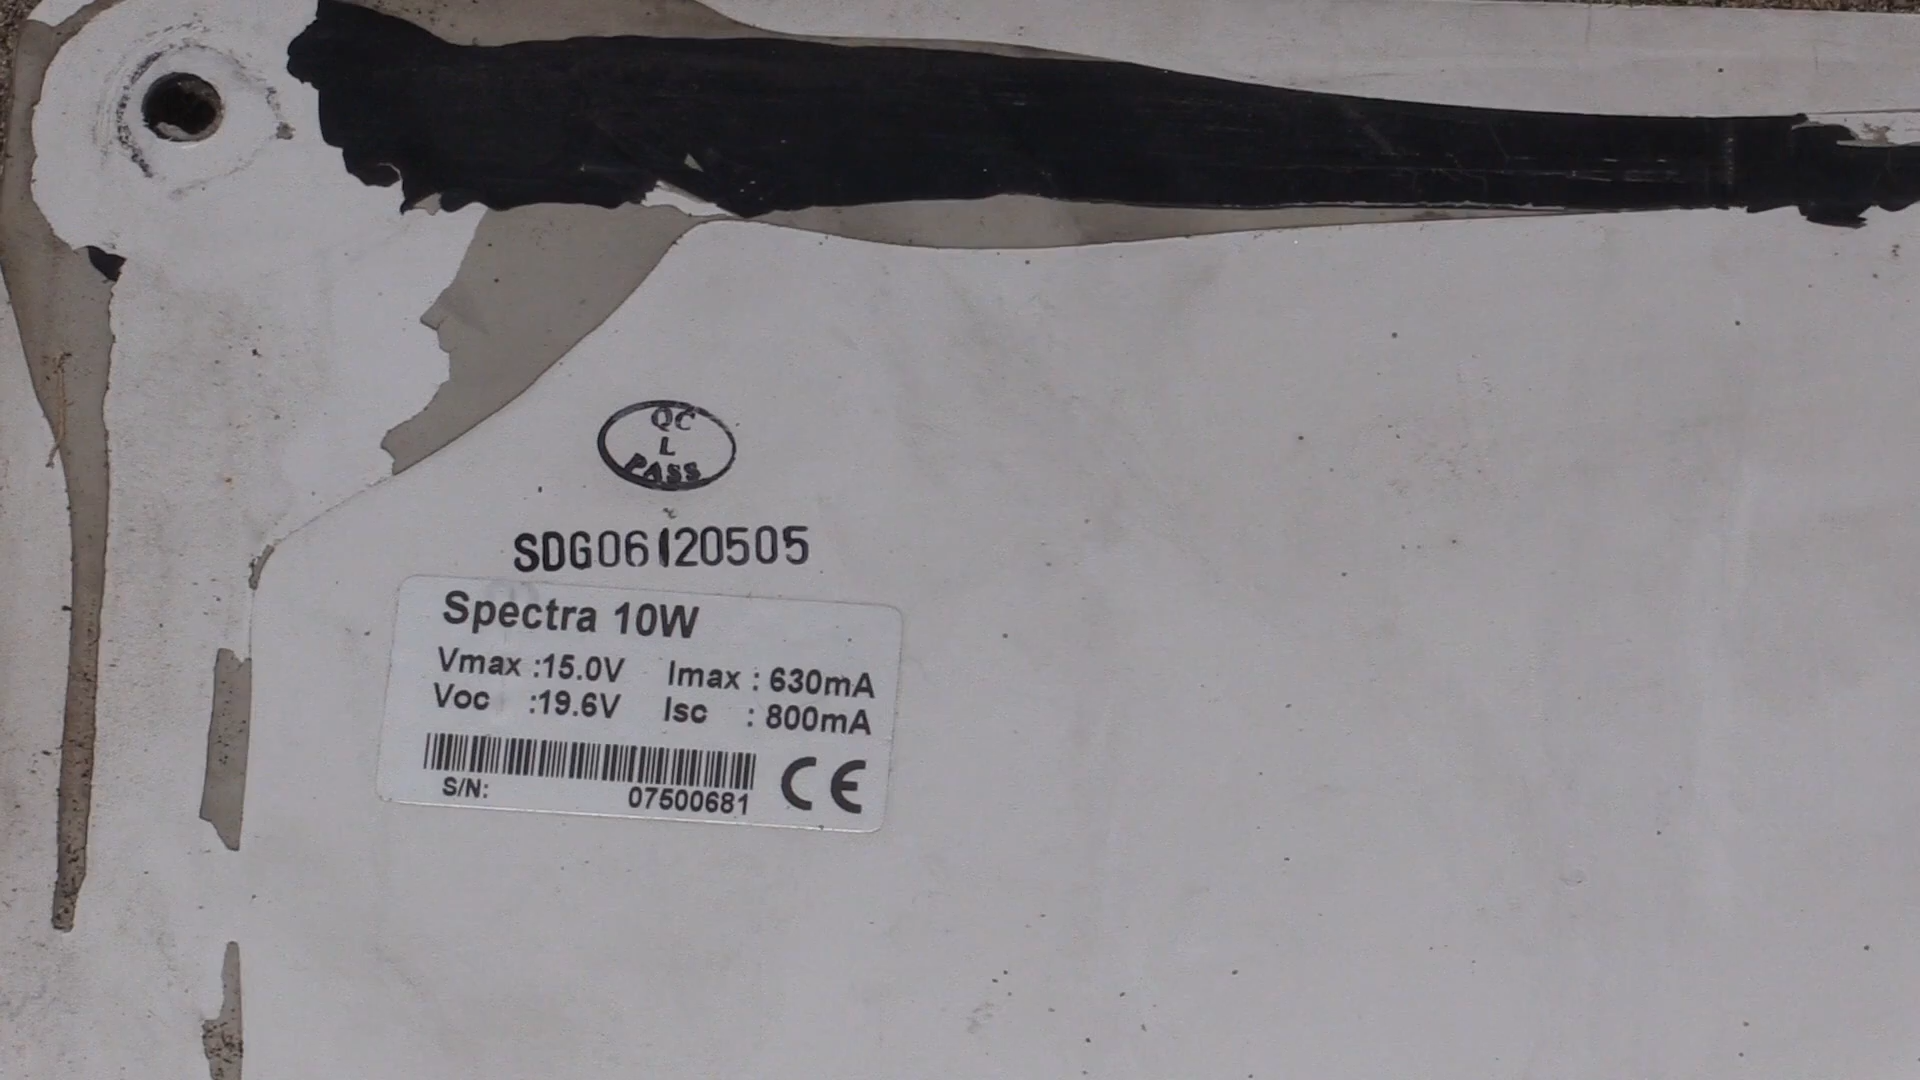 QC
L
PASS
SDG06120505
Spectra 10W
Vmax :15.0V Imax : 630mA
Voc :19.6V Isc : 800mA
S/N: 07500681
CE